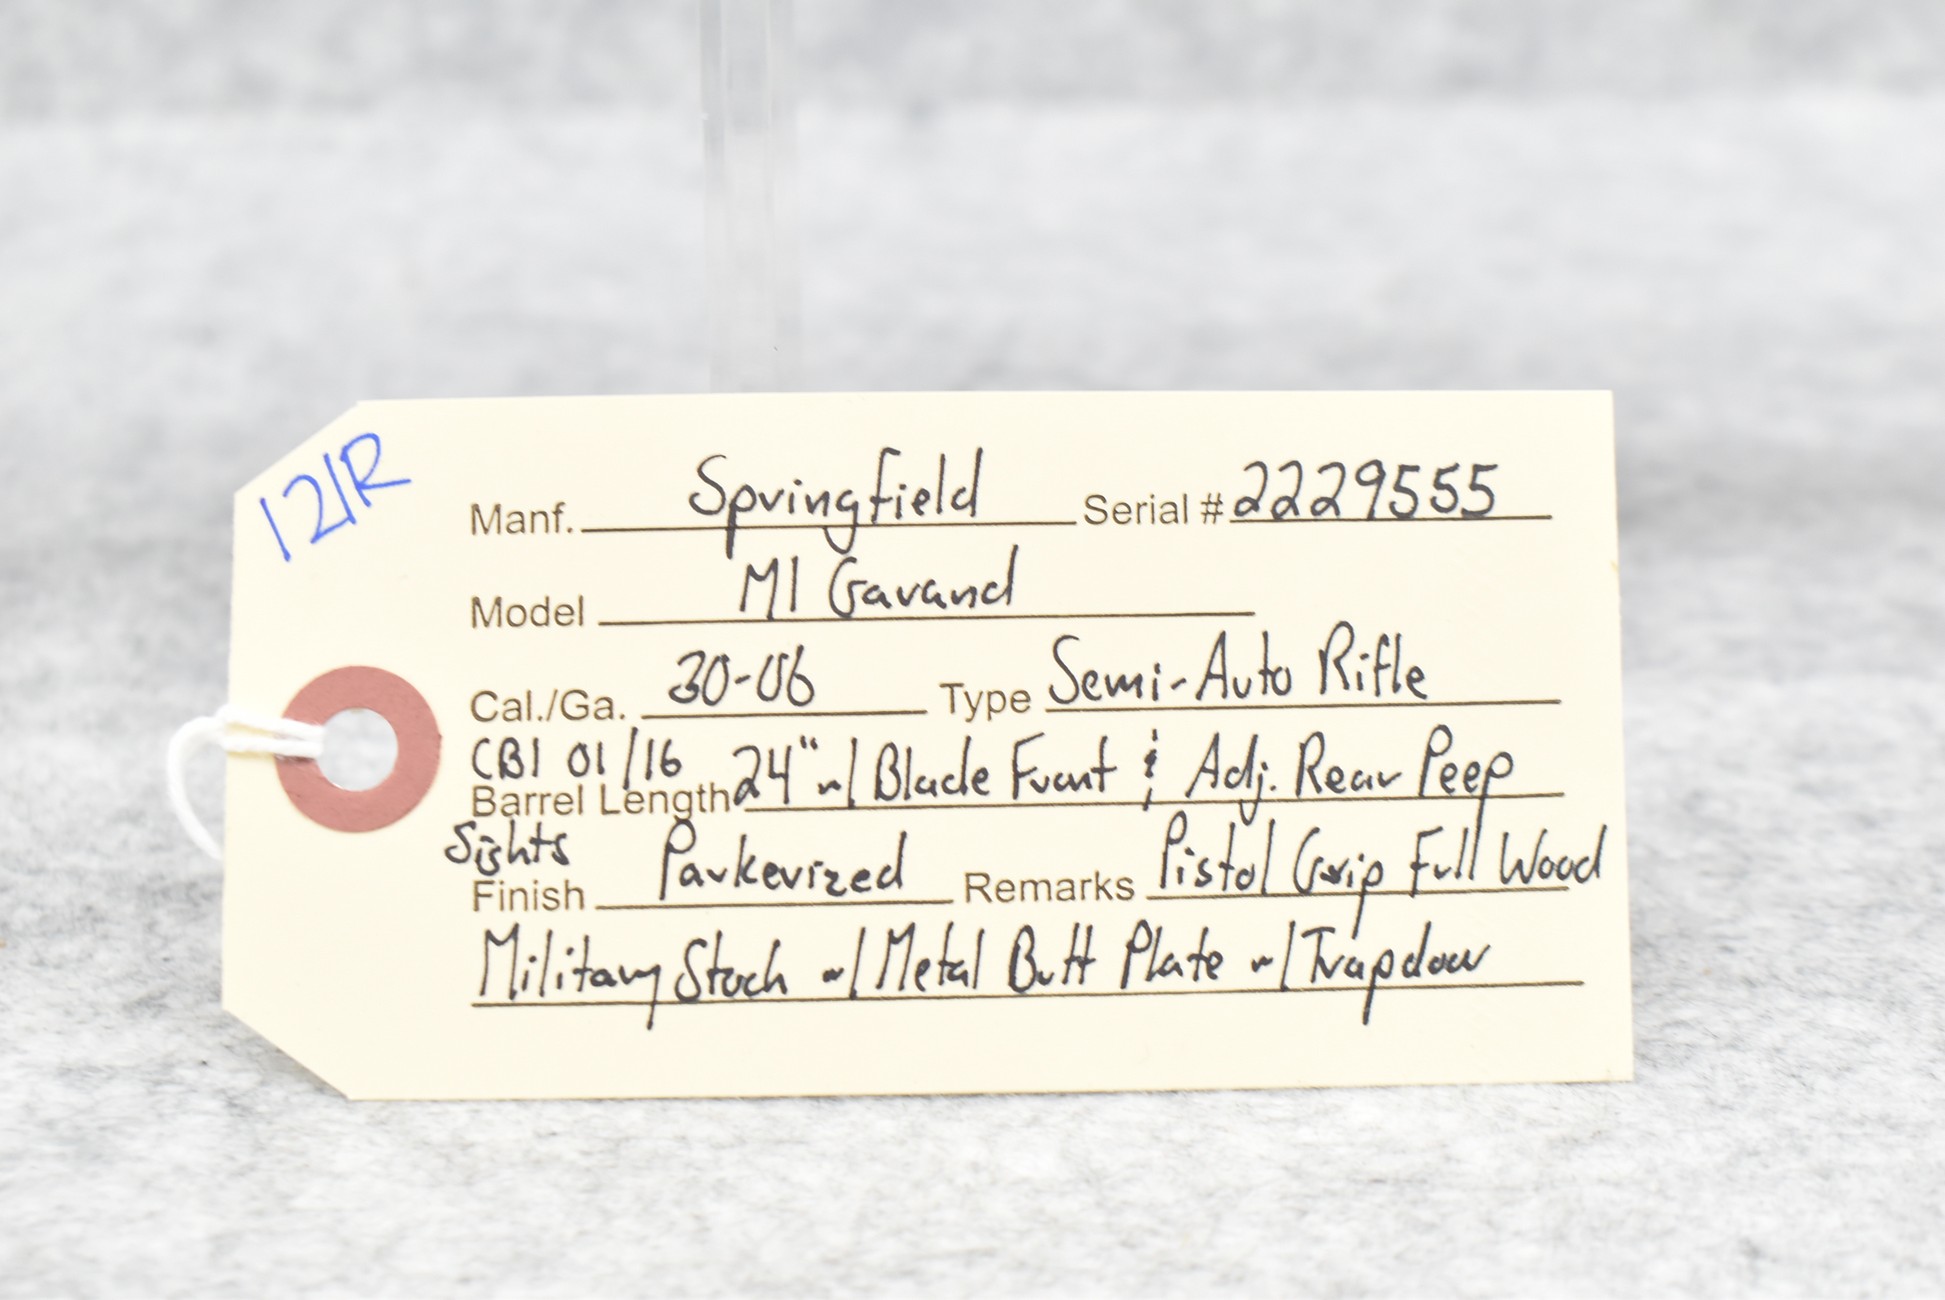 121R
Manf. Springfield Serial # 2229555
Model M1 Garand
Cal./Ga. 30-06 Type Semi-Auto Rifle
CBI 01/16
Barrel Length 24" w/ Blade Front & Adj. Rear Peep
Sights
Finish Parkerized Remarks Pistol Grip Full Wood
Military Stock w/ Metal Butt Plate w/ Trapdoor